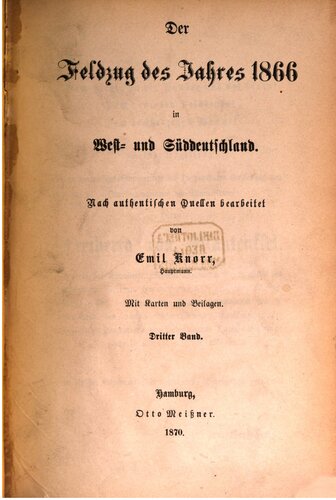 Der
Feldzug des Jahres 1866
in
West- und Süddeutschland.
Nach authentischen Quellen bearbeitet
von
Emil Knorr,
Hauptmann.
Mit Karten und Beilagen.
Dritter Band.
Hamburg,
Otto Meißner.
1870.